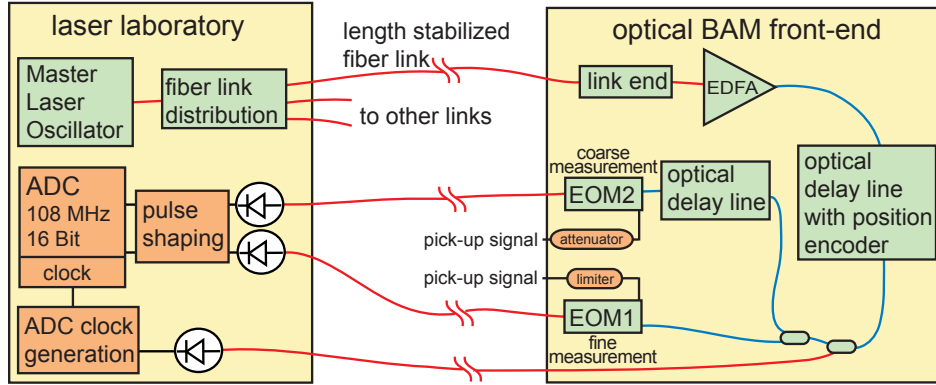 laser laboratory
Master
Laser
Oscillator
fiber link
distribution
length stabilized
fiber link
to other links
optical BAM front-end
link end
EDFA
optical
delay line
with position
encoder
coarse
measurement
EOM2
optical
delay line
pick-up signal
attenuator
pick-up signal
limiter
EOM1
fine
measurement
ADC
108 MHz
16 Bit
clock
pulse
shaping
ADC clock
generation